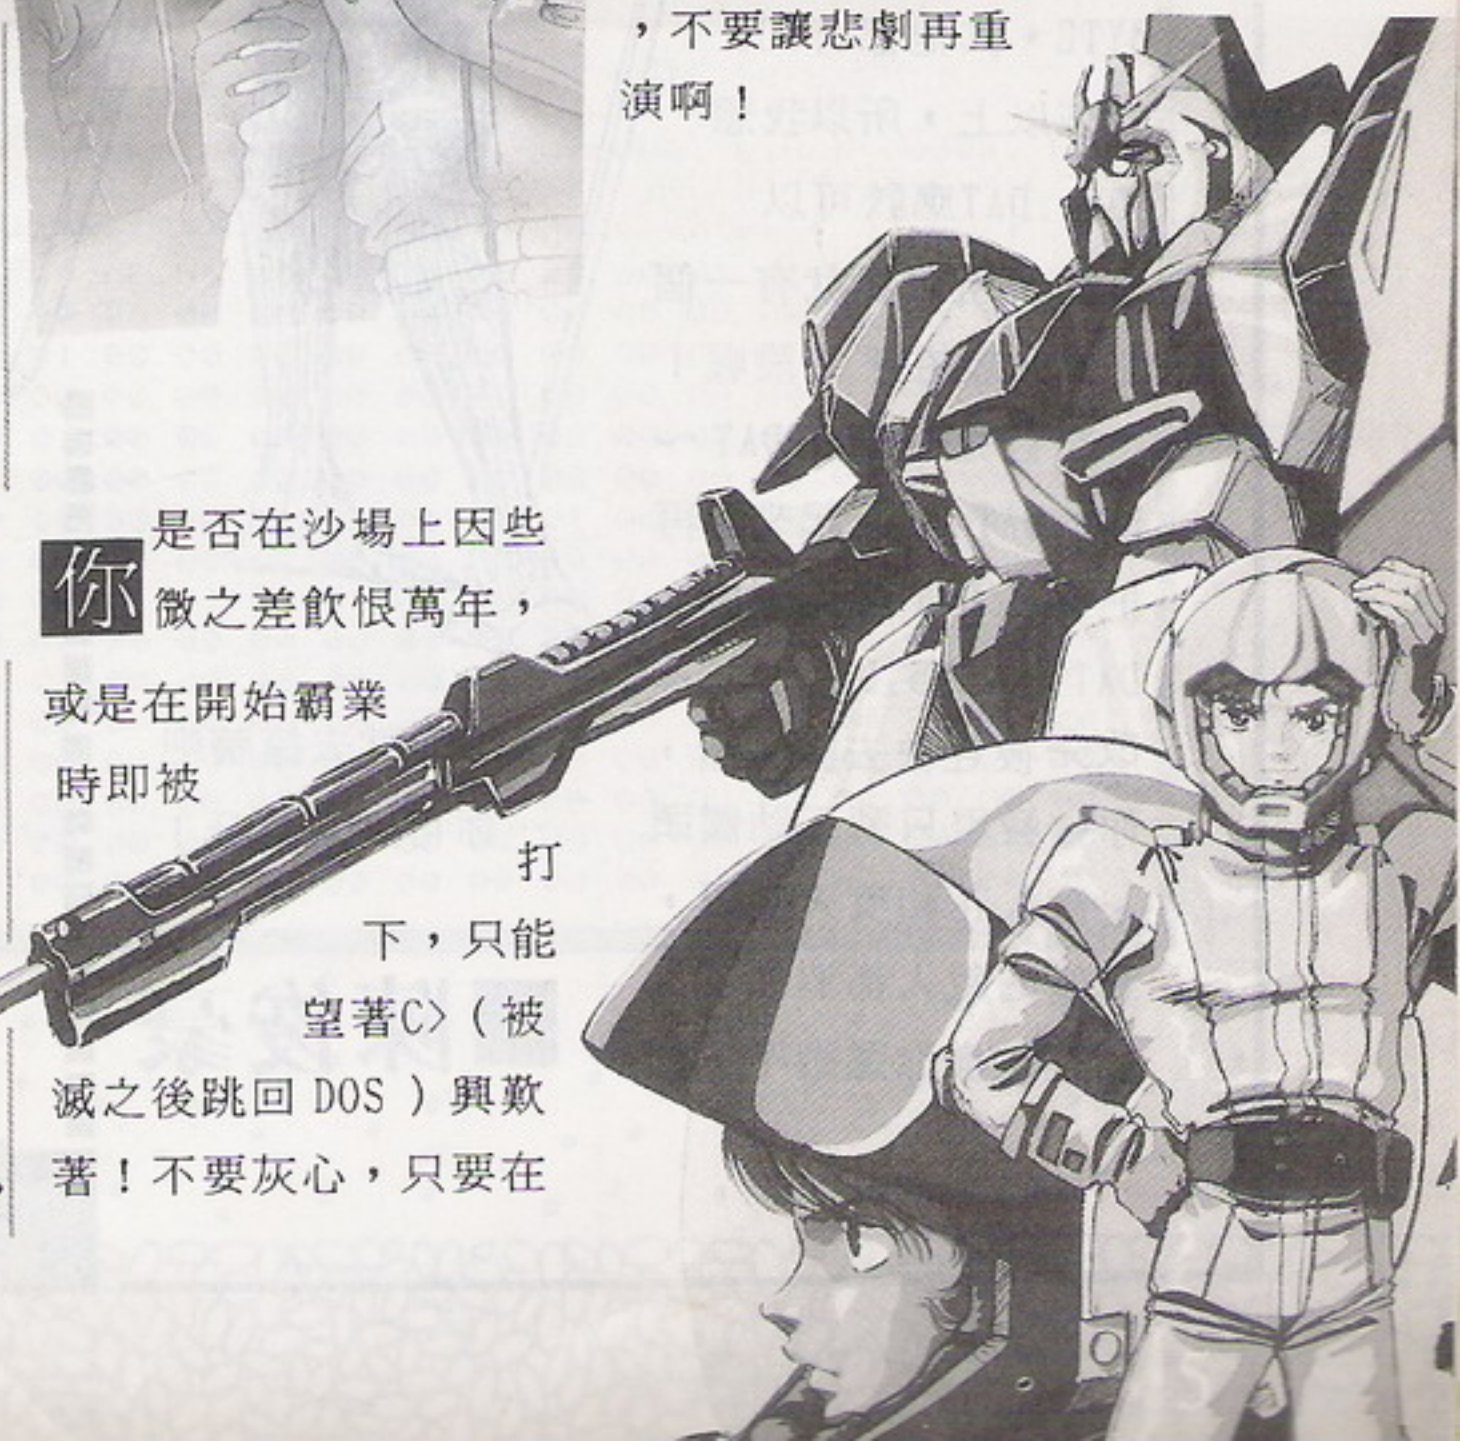 你是否在沙場上因些
微之差飲恨萬年，
或是在開始霸業
時即被
打
下，只能
望著C>（被
滅之後跳回 DOS ）興歎
著！不要灰心，只要在
，不要讓悲劇再重
演啊！